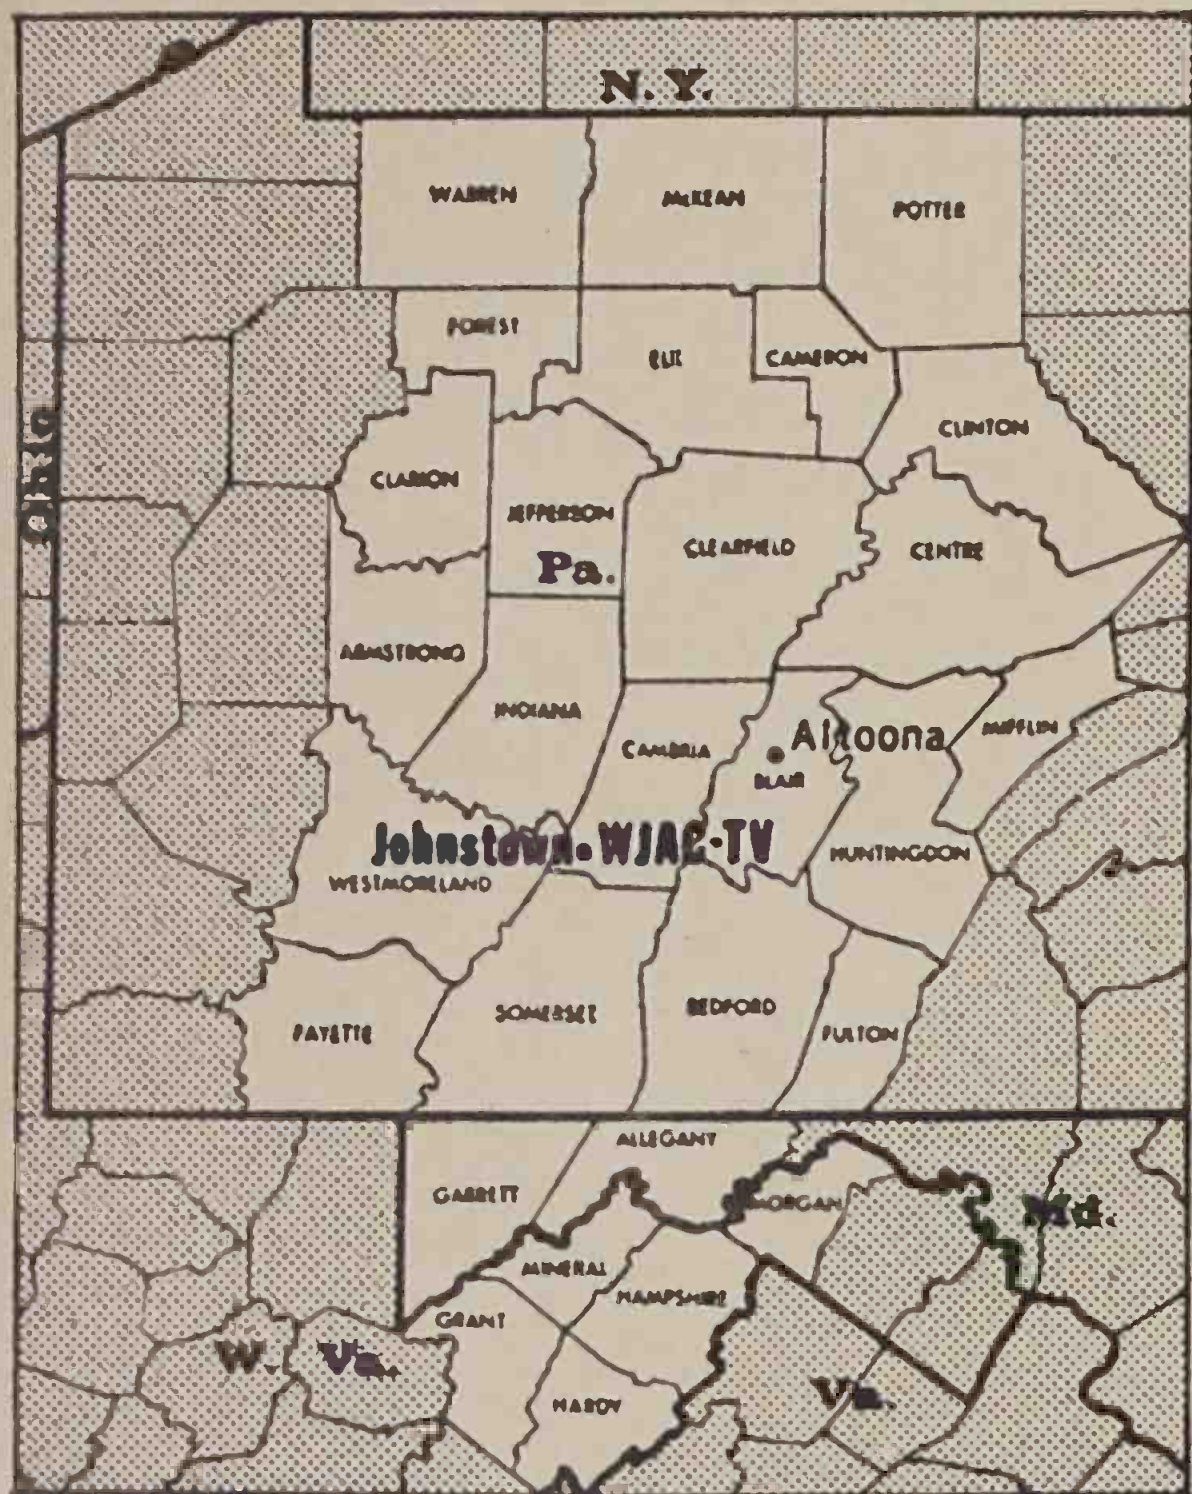 N. Y.
WARREN
McKEAN
POTTER
FOREST
ELK
CAMERON
Ohio
CLINTON
CLARION
JEFFERSON
CLEARFIELD
CENTRE
Pa.
ARMSTRONG
INDIANA
CAMBRIA
Altoona
MIFFLIN
BLAIR
Johnstown•WJAC-TV
HUNTINGDON
WESTMORELAND
SOMERSET
BEDFORD
FAYETTE
FULTON
ALLEGANY
GARRETT
MORGAN
Md.
MINERAL
HAMPSHIRE
GRANT
W. Va.
Va.
HARDY